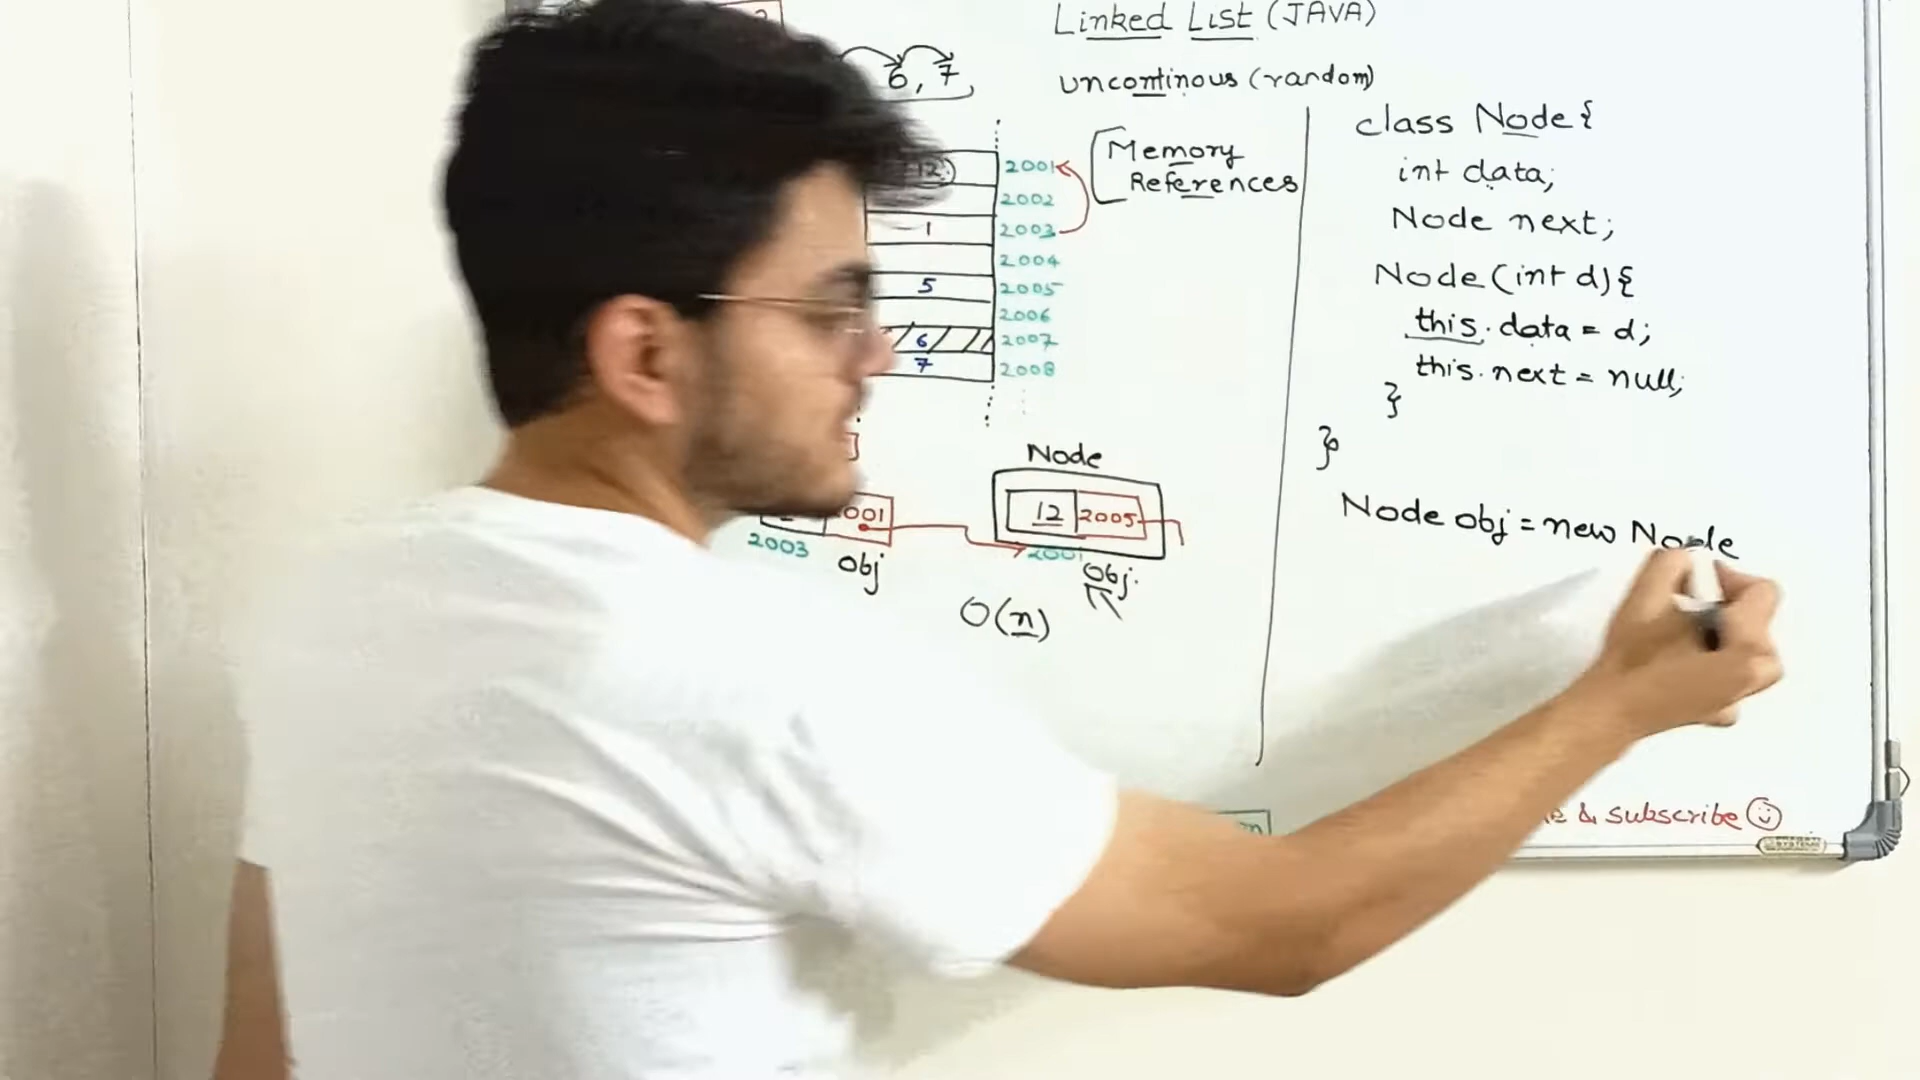 Linked List (JAVA)
uncontinous (random)
6, 7
12
1
5
6
7
2001
2002
2003
2004
2005
2006
2007
2008
Memory
References
Node
12 2005
2001
Obj.
001
2003
obj
O(n)
class Node{
int data;
Node next;
Node (int d){
this.data = d;
this.next = null;
}
}
Node obj = new Node
& subscribe